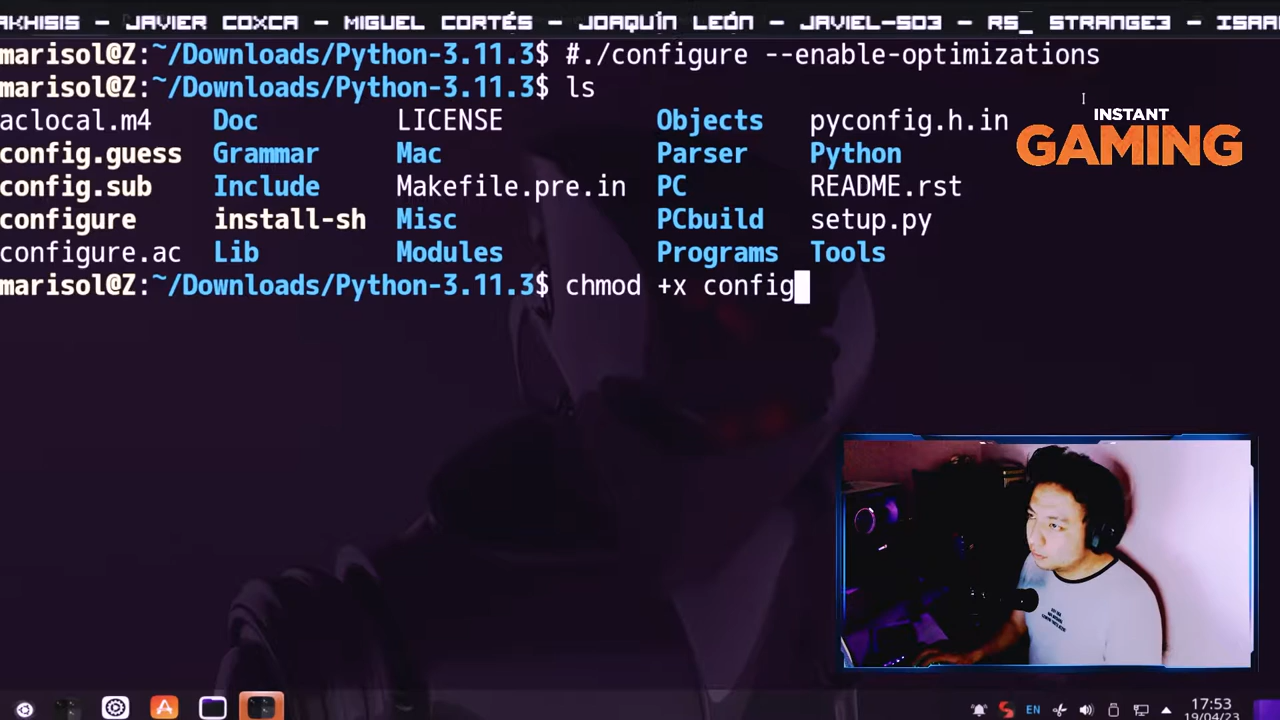 AKHISIS - JAVIER COXCA - MIGUEL CORTÉS - JOAQUÍN LEÓN - JAVIEL-503 - RS_ STRANGE3 - ISAA
marisol@Z:~/Downloads/Python-3.11.3$ #./configure --enable-optimizations
marisol@Z:~/Downloads/Python-3.11.3$ ls
aclocal.m4 Doc LICENSE Objects pyconfig.h.in
config.guess Grammar Mac Parser Python
config.sub Include Makefile.pre.in PC README.rst
configure install-sh Misc PCbuild setup.py
configure.ac Lib Modules Programs Tools
marisol@Z:~/Downloads/Python-3.11.3$ chmod +x config
INSTANT
GAMING
EN
17:53
19/04/23